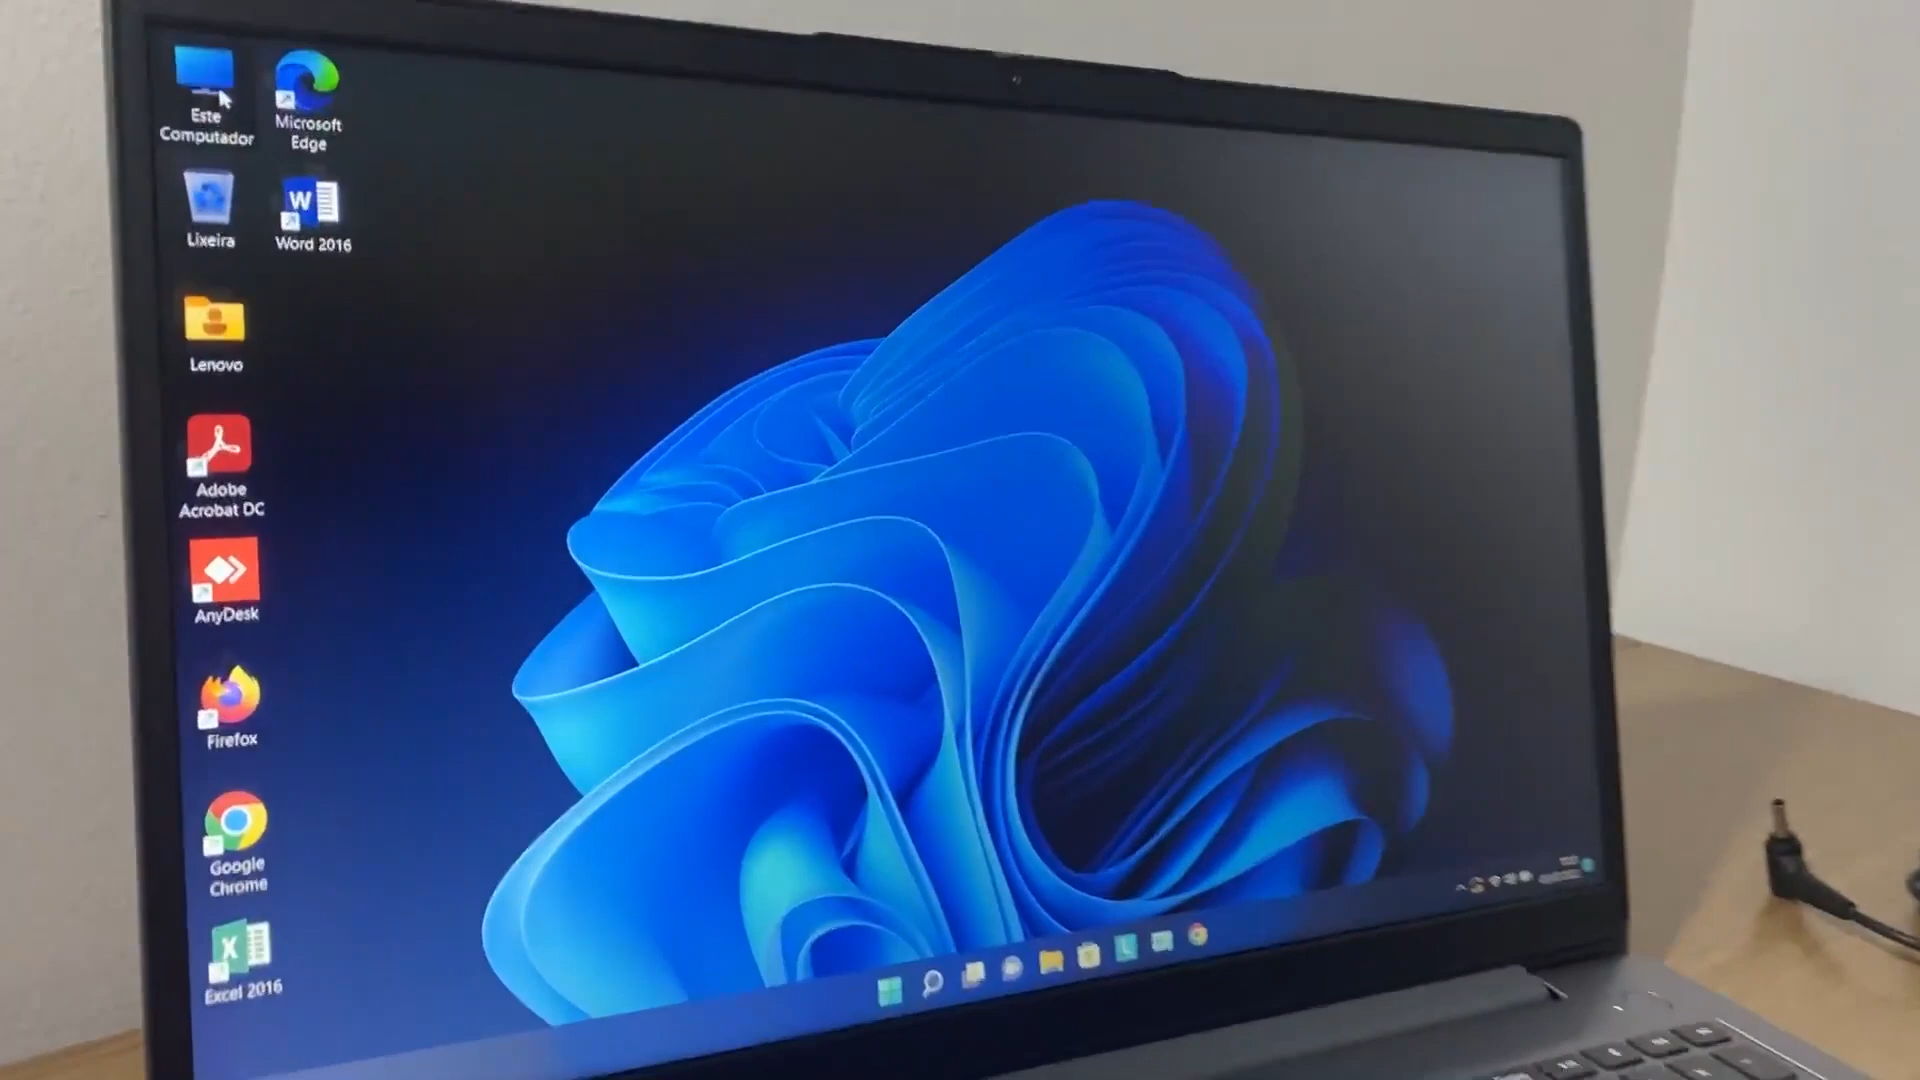 Este
Computador
Microsoft
Edge
Lixeira
W
Word 2016
Lenovo
Adobe
Acrobat DC
AnyDesk
Firefox
Google
Chrome
X
Excel 2016
L